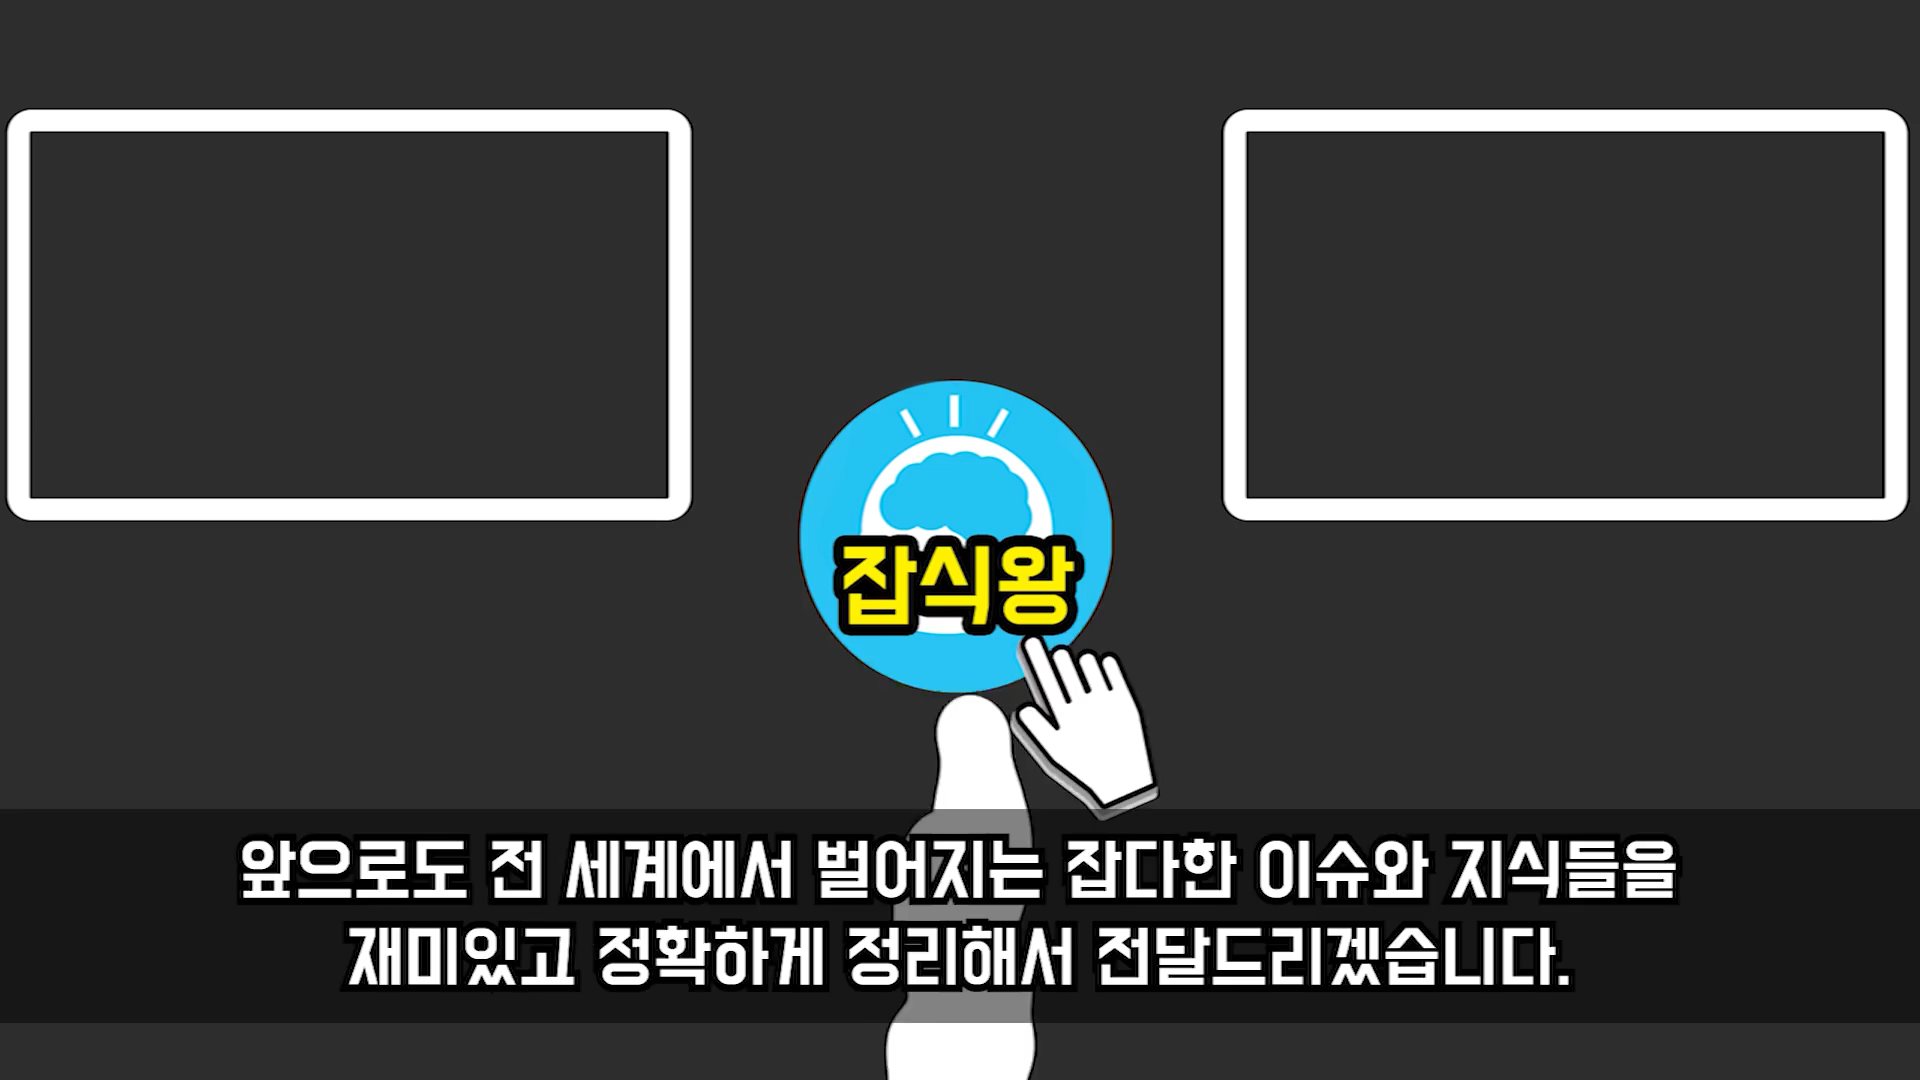 잡식왕
앞으로도 전 세계에서 벌어지는 잡다한 이슈와 지식들을
재미있고 정확하게 정리해서 전달드리겠습니다.